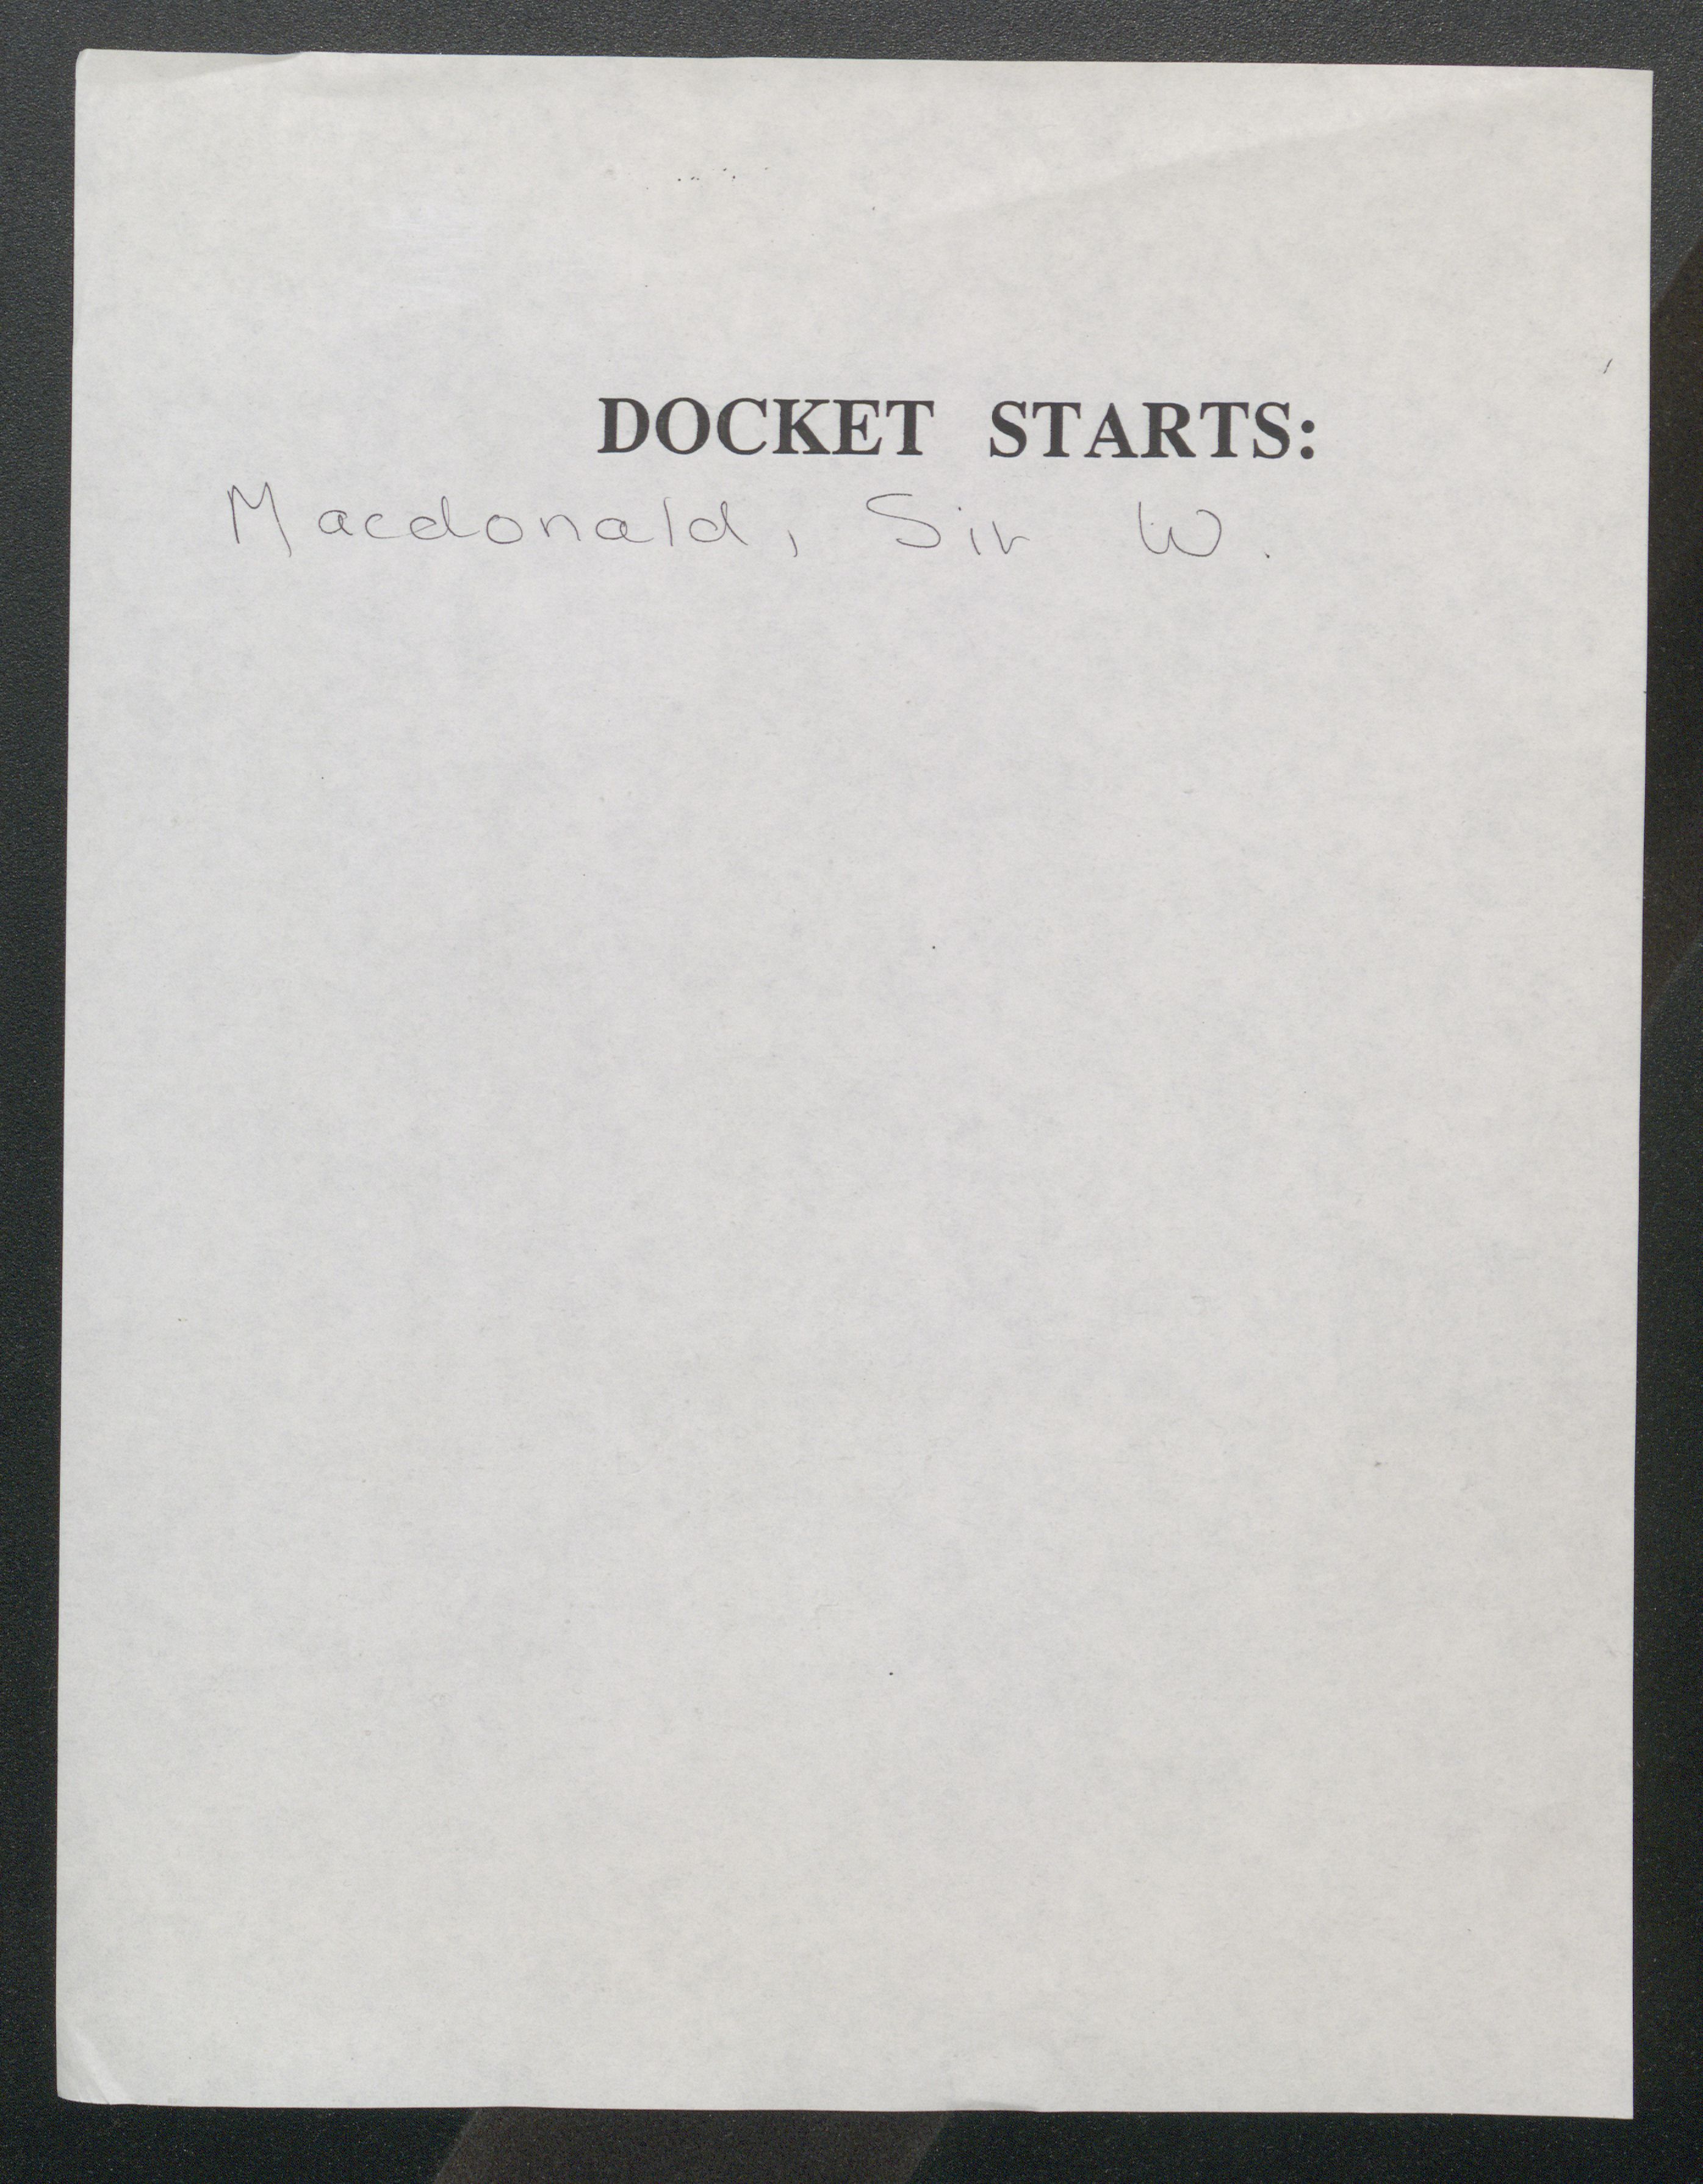 DOCKET STARTS:
Macdonald, Sir W.